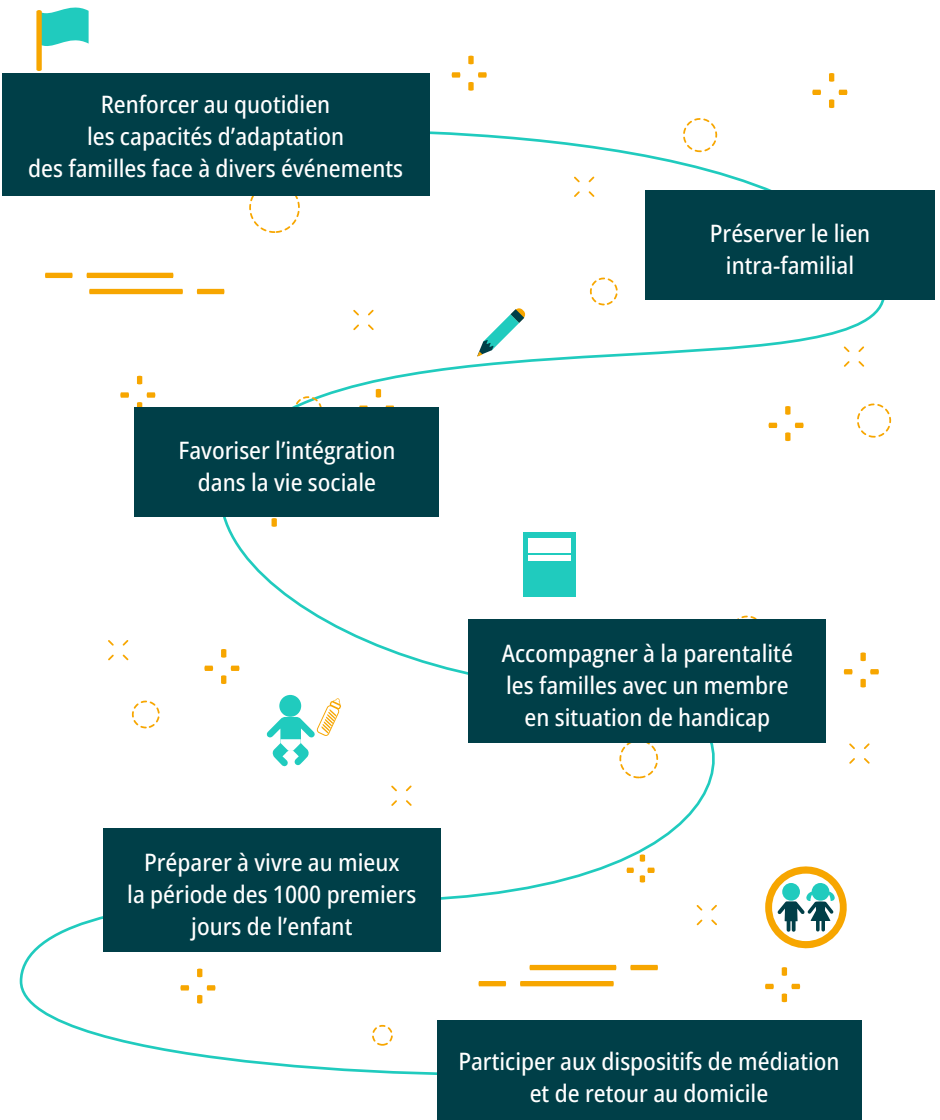 Renforcer au quotidien
les capacités d’adaptation
des familles face à divers événements
Préserver le lien
intra-familial
Favoriser l’intégration
dans la vie sociale
Accompagner à la parentalité
les familles avec un membre
en situation de handicap
Préparer à vivre au mieux
la période des 1000 premiers
jours de l’enfant
Participer aux dispositifs de médiation
et de retour au domicile